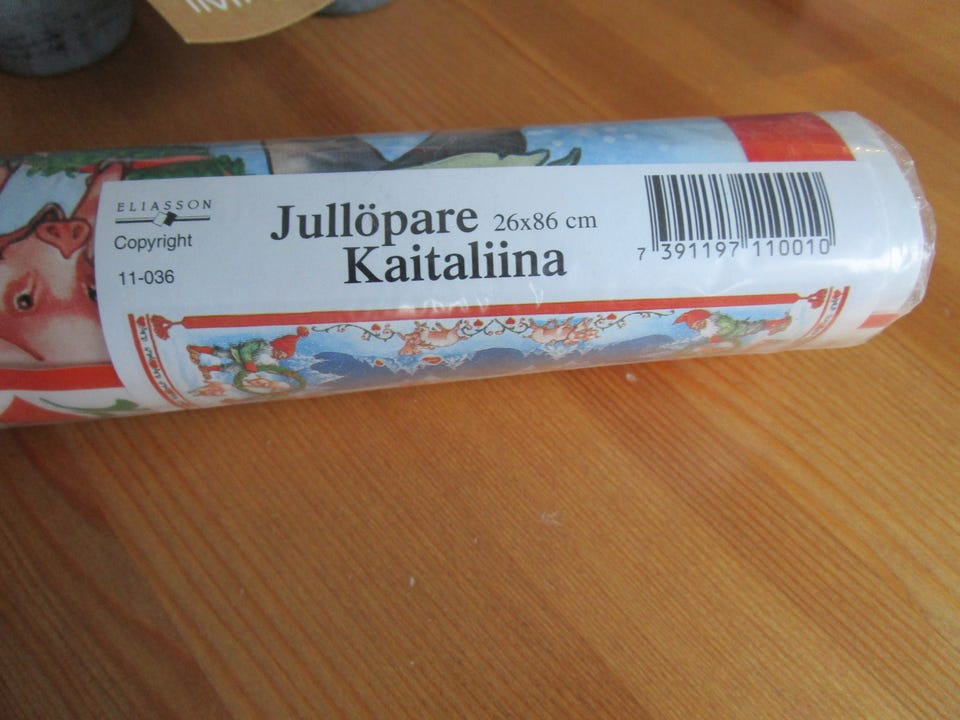 ELIASSON
Copyright
11-036
Jullöpare 26x86 cm
Kaitaliina
7 391197 110010